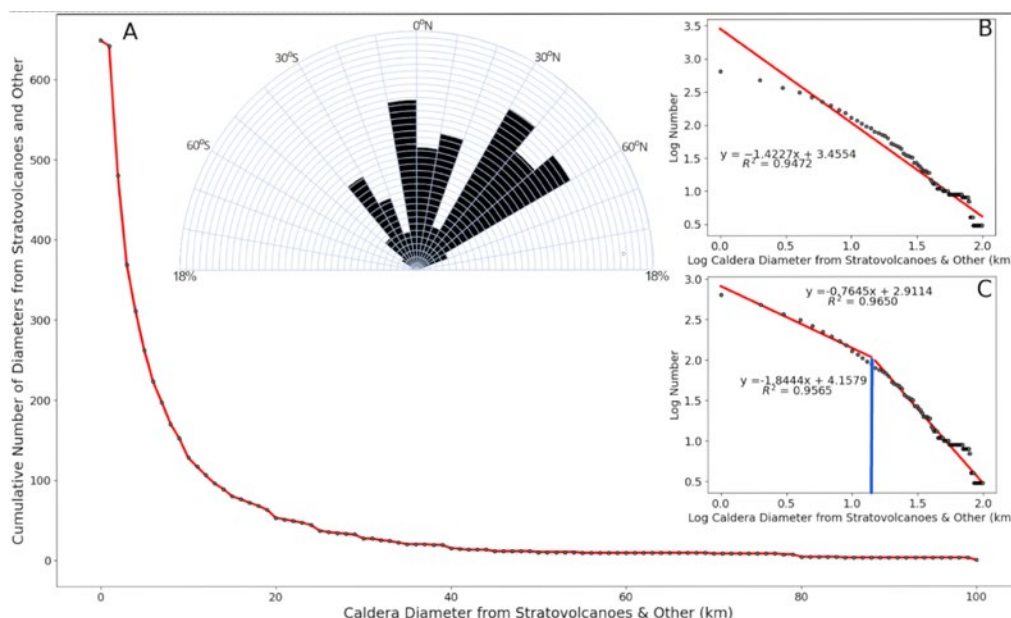 A
0°N
30°S
30°N
60°S
60°N
18%
18%
600
500
400
300
200
100
0
0
20
40
60
80
100
Cumulative Number of Diameters from Stratovolcanoes and Other
Caldera Diameter from Stratovolcanoes & Other (km)
B
3.5
3.0
2.5
2.0
1.5
1.0
0.5
Log Number
y = −1.4227x + 3.4554
R² = 0.9472
0.0
0.5
1.0
1.5
2.0
Log Caldera Diameter from Stratovolcanoes & Other (km)
C
3.0
2.5
2.0
1.5
1.0
0.5
Log Number
y=-0.7645x + 2.9114
R² = 0.9650
y =-1.8444x + 4.1579
R² = 0.9565
0.0
0.5
1.0
1.5
2.0
Log Caldera Diameter from Stratovolcanoes & Other (km)